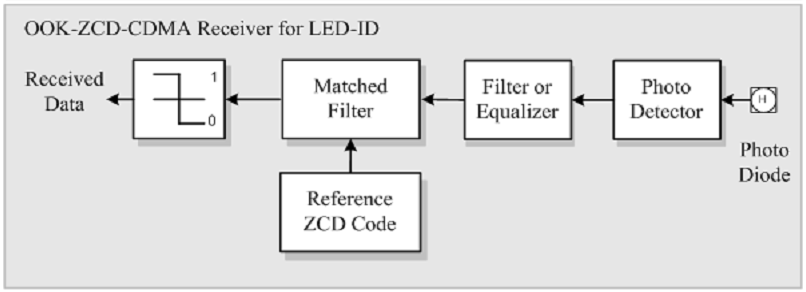 OOK-ZCD-CDMA Receiver for LED-ID
Received
Data
1
0
Matched
Filter
Filter or
Equalizer
Photo
Detector
H
Photo
Diode
Reference
ZCD Code